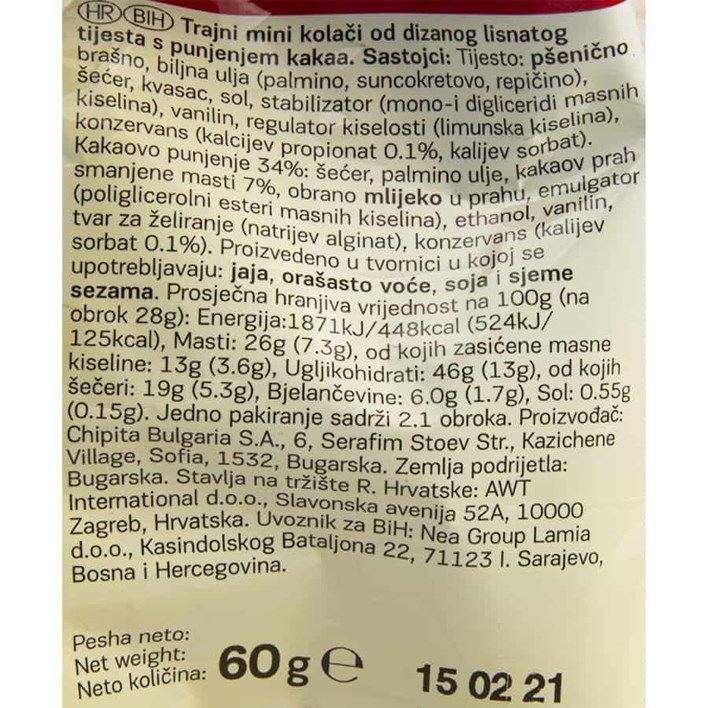 HR BIH Trajni mini kolači od dizanog lisnatog
tijesta s punjenjem kakaa. Sastojci: Tijesto: pšenično
brašno, biljna ulja (palmino, suncokretovo, repičino),
šećer, kvasac, sol, stabilizator (mono-i digliceridi masnih
kiselina), vanilin, regulator kiselosti (limunska kiselina),
konzervans (kalcijev propionat 0.1%, kalijev sorbat).
Kakaovo punjenje 34%: šećer, palmino ulje, kakaov prah
smanjene masti 7%, obrano mlijeko u prahu, emulgator
(poliglicerolni esteri masnih kiselina), ethanol, vanilin,
tvar za želiranje (natrijev alginat), konzervans (kalijev
sorbat 0.1%). Proizvedeno u tvornici u kojoj se
upotrebljavaju: jaja, orašasto voće, soja i sjeme
sezama. Prosječna hranjiva vrijednost na 100g (na
obrok 28g): Energija:1871kJ/448kcal (524kJ/
125kcal), Masti: 26g (7.3g), od kojih zasićene masne
kiseline: 13g (3.6g), Ugljikohidrati: 46g (13g), od kojih
šečeri: 19g (5.3g), Bjelančevine: 6.0g (1.7g), Sol: 0.55g
(0.15g). Jedno pakiranje sadrži 2.1 obroka. Proizvođač:
Chipita Bulgaria S.A., 6, Serafim Stoev Str., Kazichene
Village, Sofia, 1532, Bugarska. Zemlja podrijetla:
Bugarska. Stavlja na tržište R. Hrvatske: AWT
International d.o.o., Slavonska avenija 52A, 10000
Zagreb, Hrvatska. Uvoznik za BiH: Nea Group Lamia
d.o.o., Kasindolskog Bataljona 22, 71123 I. Sarajevo,
Bosna i Hercegovina.
Pesha neto:
Net weight:
Neto količina: 60 g e
15 02 21